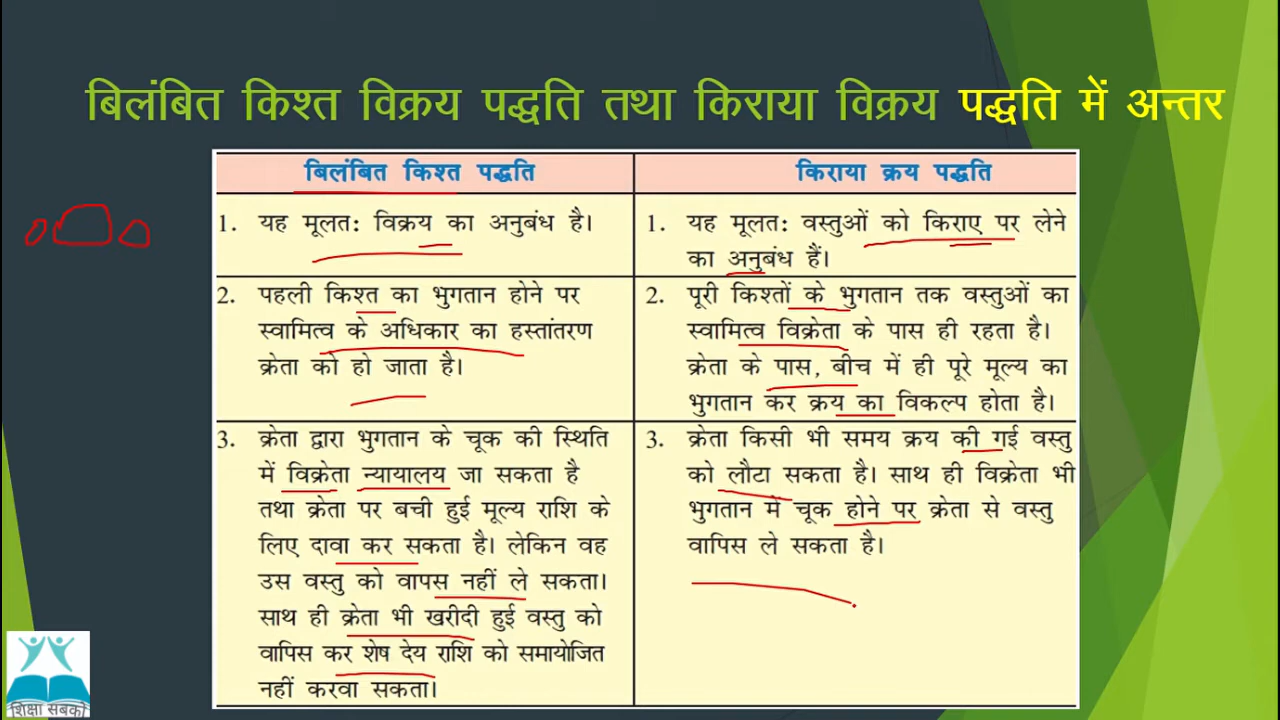 बिलंबित किश्त विक्रय पद्धति तथा किराया विक्रय पद्धति में अन्तर
बिलंबित किश्त पद्धति
1. यह मूलत: विक्रय का अनुबंध है।
2. पहली किश्त का भुगतान होने पर
स्वामित्व के अधिकार का हस्तांतरण
क्रेता को हो जाता है।
3. क्रेता द्वारा भुगतान के चूक की स्थिति
में विक्रेता न्यायालय जा सकता है
तथा क्रेता पर बची हुई मूल्य राशि के
लिए दावा कर सकता है। लेकिन वह
उस वस्तु को वापस नहीं ले सकता।
साथ ही क्रेता भी खरीदी हुई वस्तु को
वापिस कर शेष देय राशि को समायोजित
नहीं करवा सकता।
किराया क्रय पद्धति
1. यह मूलत: वस्तुओं को किराए पर लेने
का अनुबंध हैं।
2. पूरी किश्तों के भुगतान तक वस्तुओं का
स्वामित्व विक्रेता के पास ही रहता है।
क्रेता के पास, बीच में ही पूरे मूल्य का
भुगतान कर क्रय का विकल्प होता है।
3. क्रेता किसी भी समय क्रय की गई वस्तु
को लौटा सकता है। साथ ही विक्रेता भी
भुगतान में चूक होने पर क्रेता से वस्तु
वापिस ले सकता है।
शिक्षा सबको